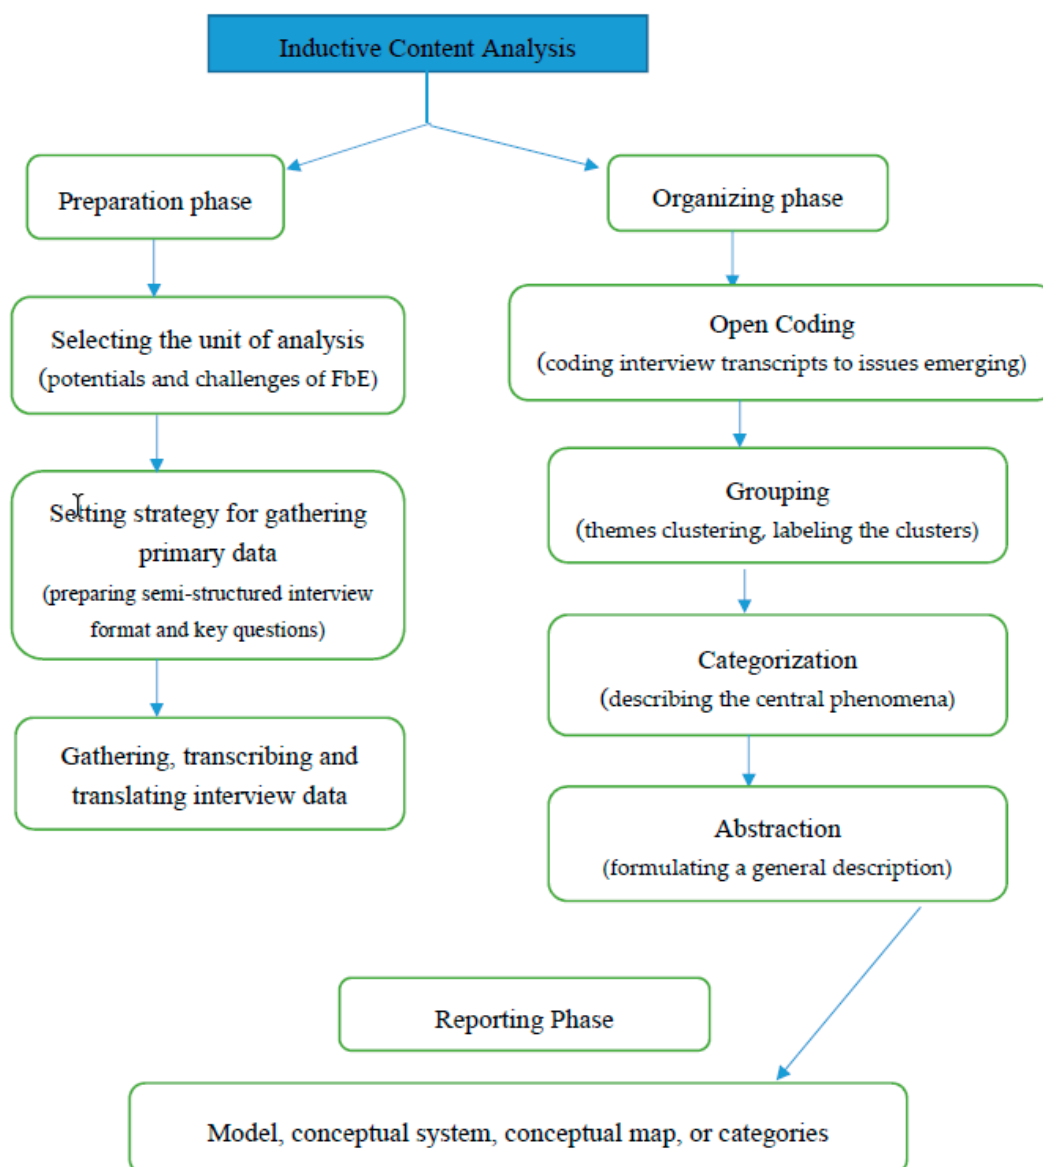 Inductive Content Analysis
Preparation phase
Selecting the unit of analysis
(potentials and challenges of FbE)
Setting strategy for gathering
primary data
(preparing semi-structured interview
format and key questions)
Gathering, transcribing and
translating interview data
Organizing phase
Open Coding
(coding interview transcripts to issues emerging)
Grouping
(themes clustering, labeling the clusters)
Categorization
(describing the central phenomena)
Abstraction
(formulating a general description)
Reporting Phase
Model, conceptual system, conceptual map, or categories